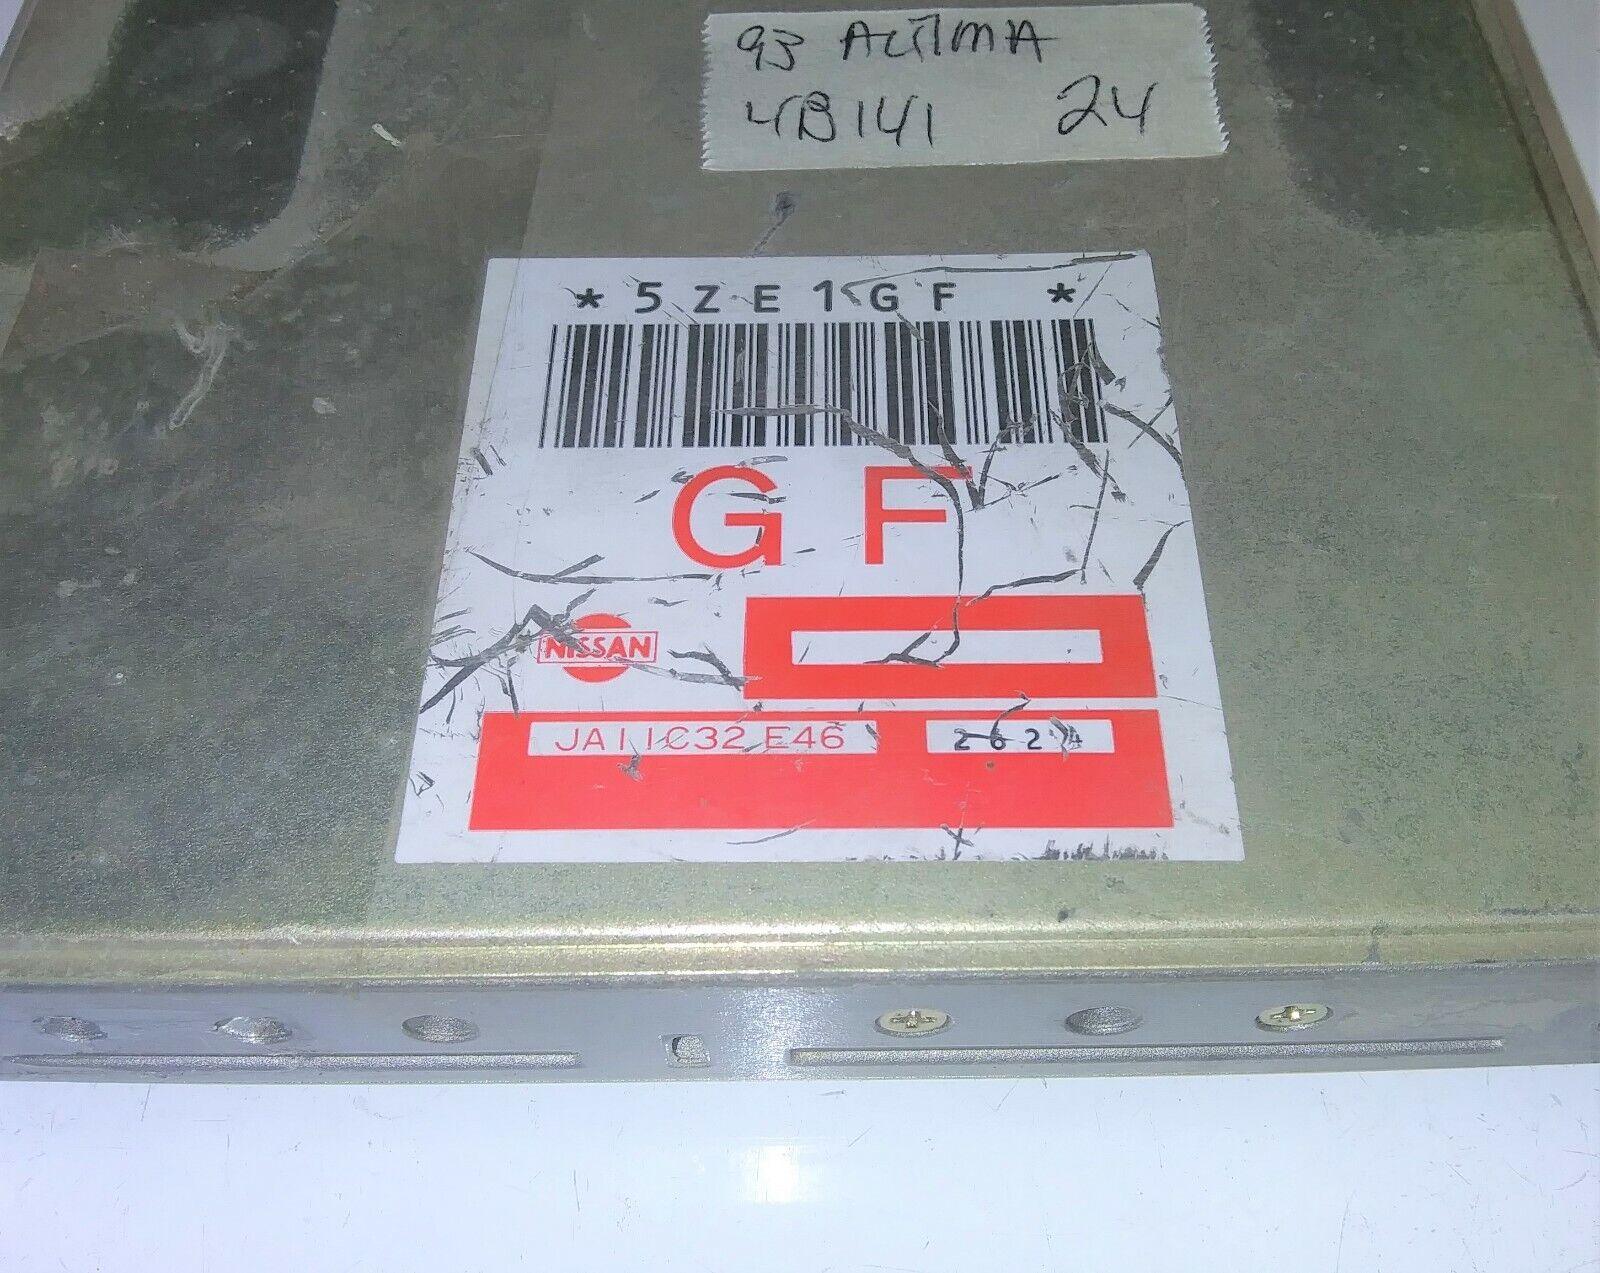 93 ALTIMA
4B141 24
* 5ZE1GF *
GF
NISSAN
JA11C32 E46 2624